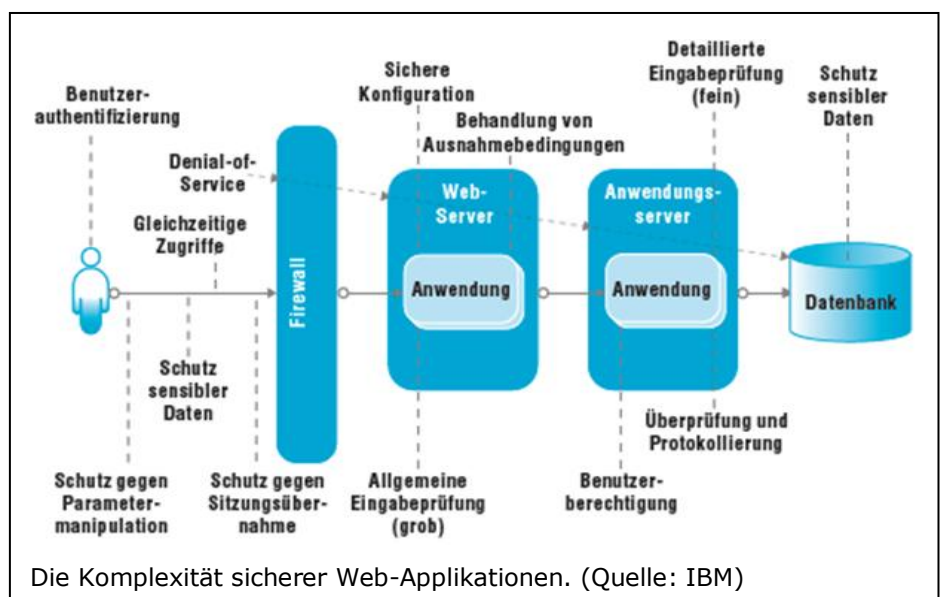 Benutzer-
authentifizierung
Denial-of-
Service
Gleichzeitige
Zugriffe
Sichere
Konfiguration
Behandlung von
Ausnahmebedingungen
Detaillierte
Eingabeprüfung
(fein)
Schutz
sensibler
Daten
Firewall
Web-
Server
Anwendung
Anwendungs-
server
Anwendung
Datenbank
Schutz
sensibler
Daten
Schutz gegen
Parameter-
manipulation
Schutz gegen
Sitzungsüber-
nahme
Allgemeine
Eingabeprüfung
(grob)
Benutzer-
berechtigung
Überprüfung und
Protokollierung
Die Komplexität sicherer Web-Applikationen. (Quelle: IBM)